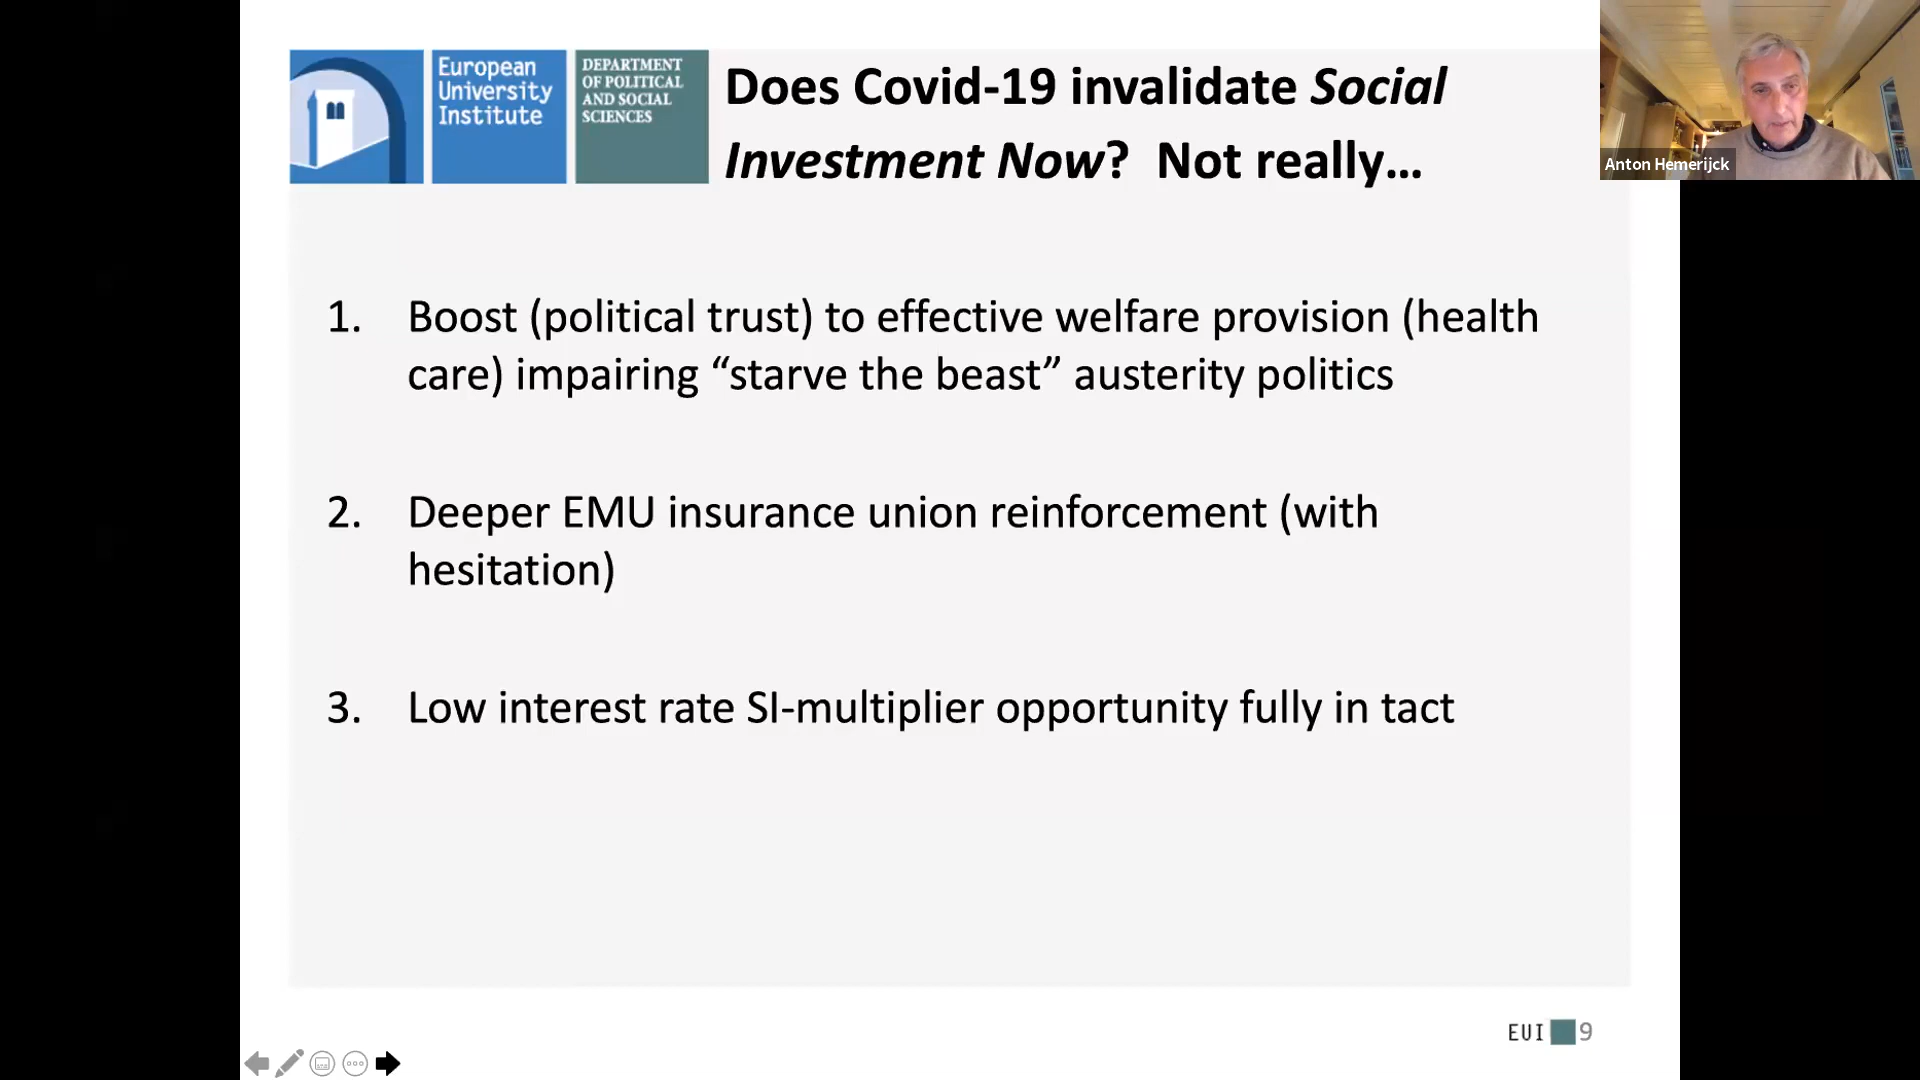 European
University
Institute
DEPARTMENT
OF POLITICAL
AND SOCIAL
SCIENCES
Does Covid-19 invalidate Social
Investment Now?  Not really...
Anton Hemerijck
1. Boost (political trust) to effective welfare provision (health
care) impairing “starve the beast” austerity politics
2. Deeper EMU insurance union reinforcement (with
hesitation)
3. Low interest rate SI-multiplier opportunity fully in tact
EUI 9